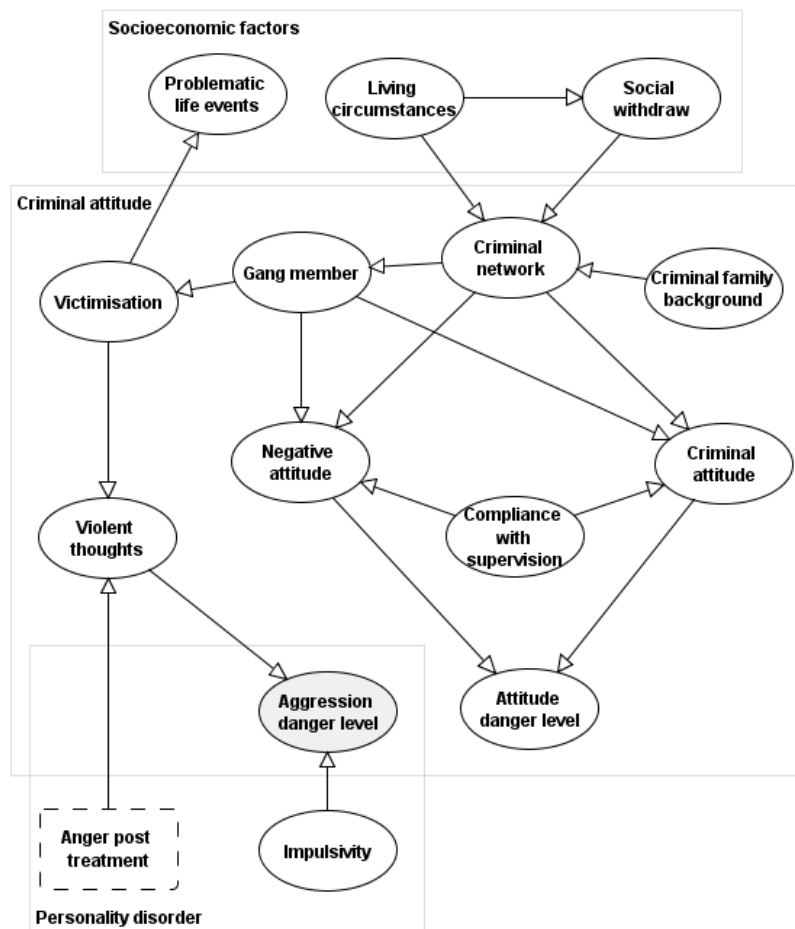 Socioeconomic factors
Problematic
life events
Living
circumstances
Social
withdraw
Criminal attitude
Victimisation
Gang member
Criminal
network
Criminal family
background
Negative
attitude
Criminal
attitude
Compliance
with
supervision
Violent
thoughts
Aggression
danger level
Attitude
danger level
Anger post
treatment
Impulsivity
Personality disorder